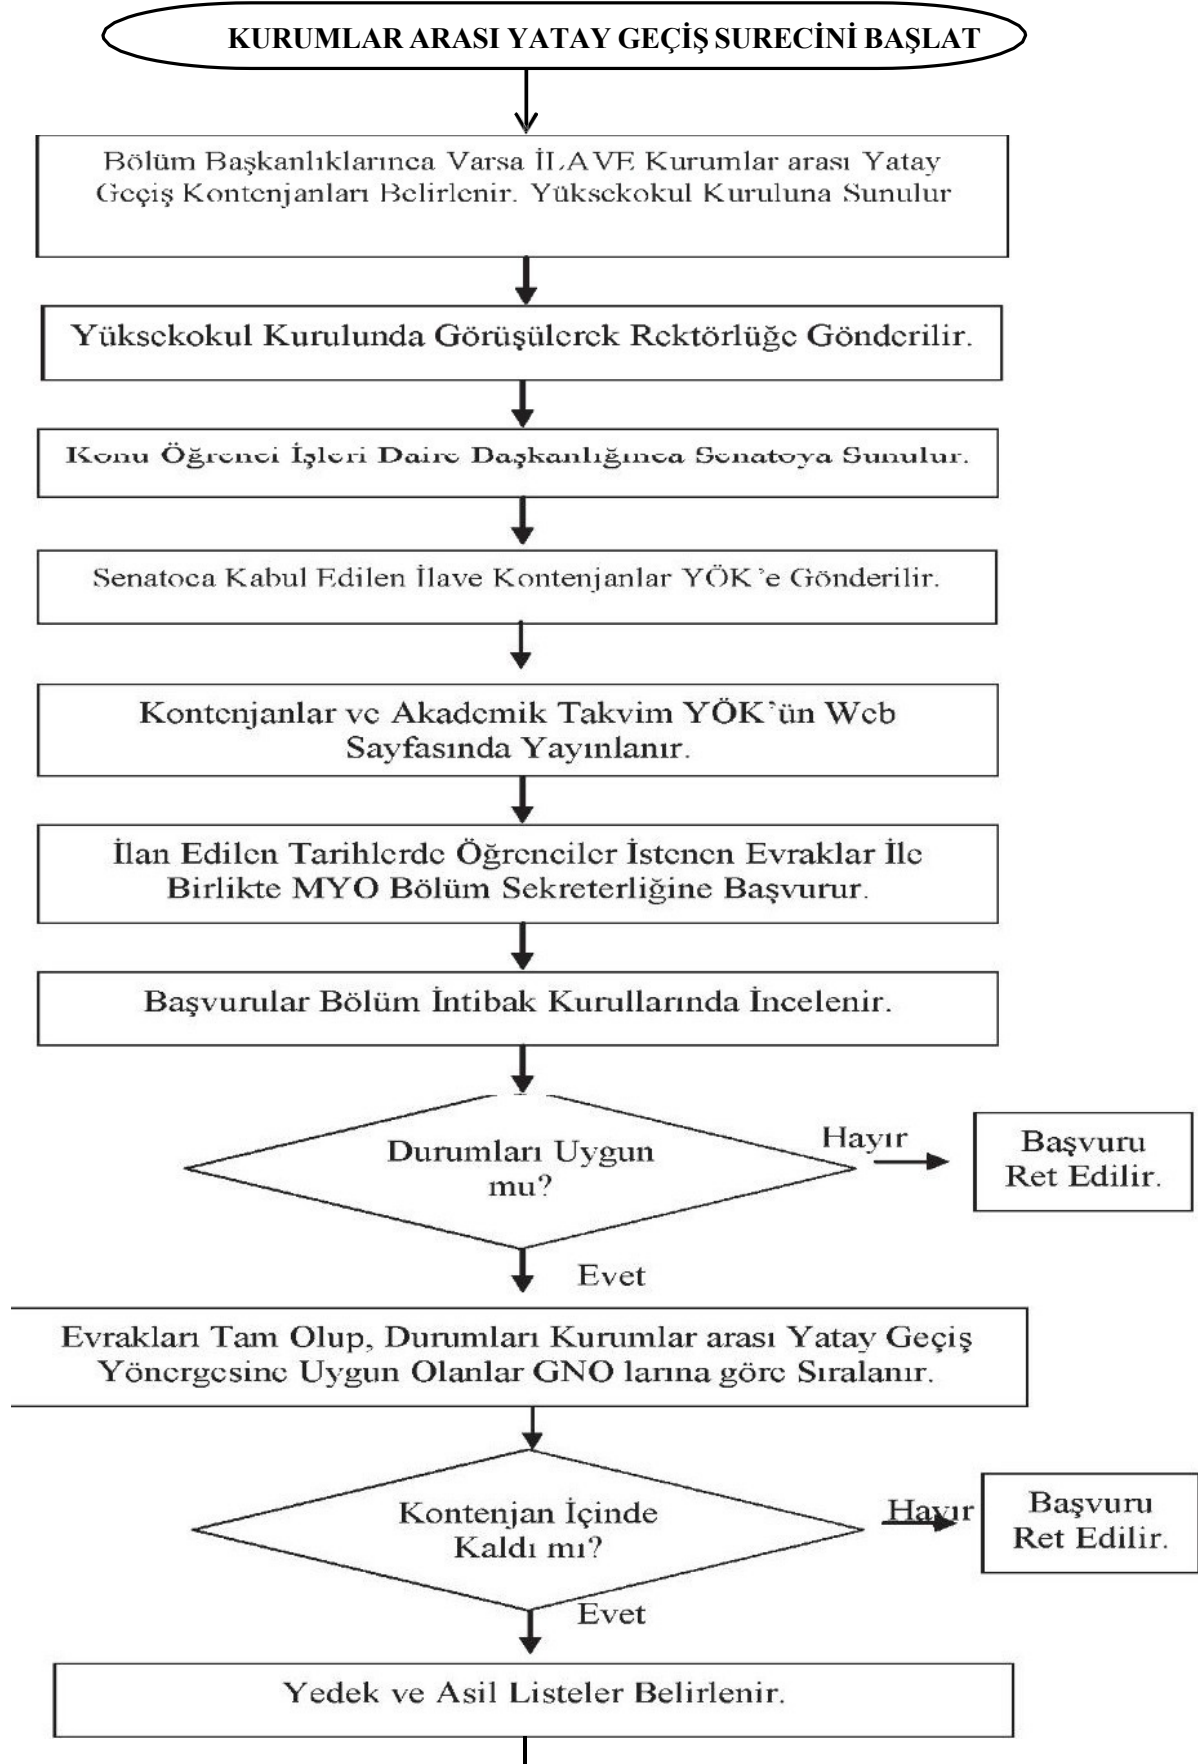 KURUMLAR ARASI YATAY GEÇİŞ SURECİNİ BAŞLAT
Bölüm Başkanlıklarınca Varsa İLAVE Kurumlar arası Yatay
Geçiş Kontenjanları Belirlenir. Yüksekokul Kuruluna Sunulur
Yüksekokul Kurulunda Görüşülerek Rektörlüğe Gönderilir.
Konu Öğrenci İşleri Daire Başkanlığınca Senatoya Sunulur.
Senatoca Kabul Edilen İlave Kontenjanlar YÖK'e Gönderilir.
Kontenjanlar ve Akademik Takvim YÖK'ün Web
Sayfasında Yayınlanır.
İlan Edilen Tarihlerde Öğrenciler İstenen Evraklar İle
Birlikte MYO Bölüm Sekreterliğine Başvurur.
Başvurular Bölüm İntibak Kurullarında İncelenir.
Durumları Uygun
mu?
Hayır
Başvuru
Ret Edilir.
Evet
Evrakları Tam Olup, Durumları Kurumlar arası Yatay Geçiş
Yönergesine Uygun Olanlar GNO larına göre Sıralanır.
Kontenjan İçinde
Kaldı mı?
Hayır
Başvuru
Ret Edilir.
Evet
Yedek ve Asil Listeler Belirlenir.